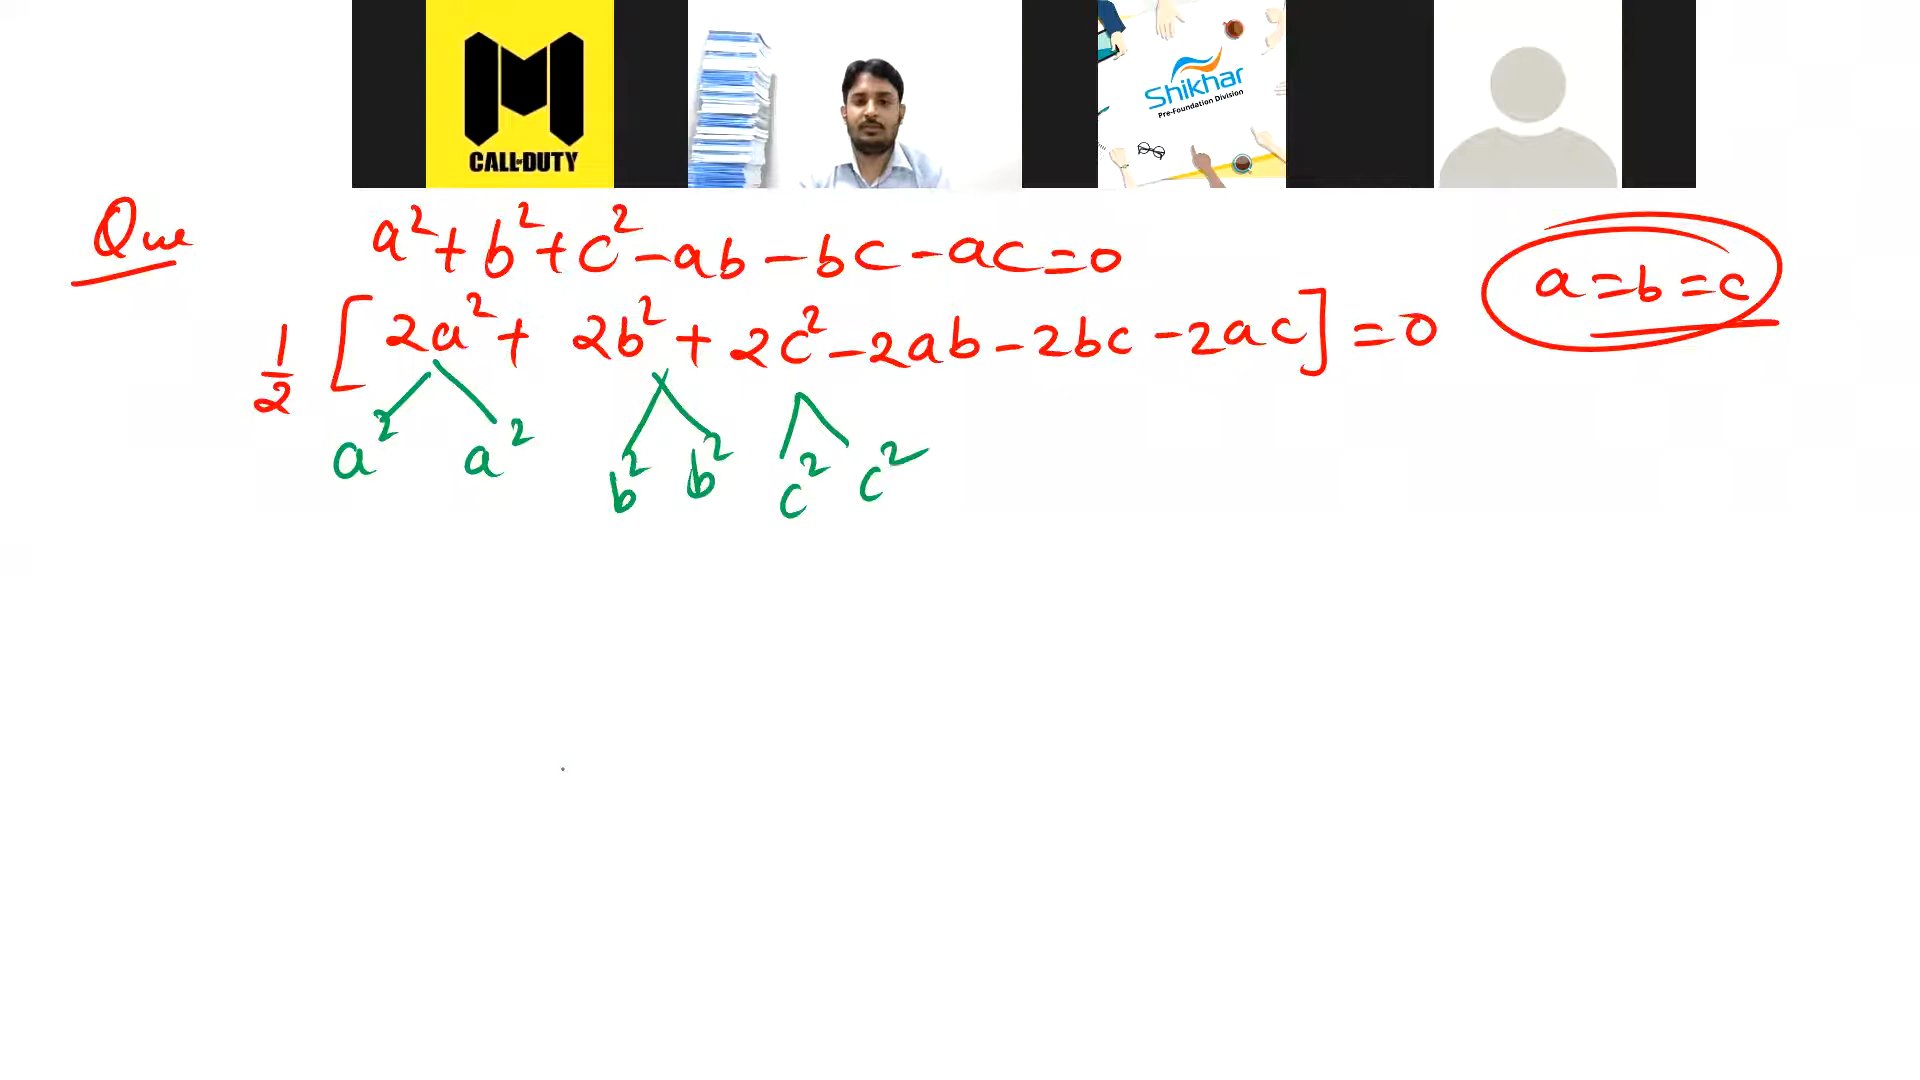 CALL OF DUTY
Shikhar
Pre-Foundation Division
Que
a²+b²+c²-ab-bc-ac=0
a=b=c
1/2 [2a²+ 2b²+2c²-2ab-2bc-2ac]=0
a² a² b² b² c² c²